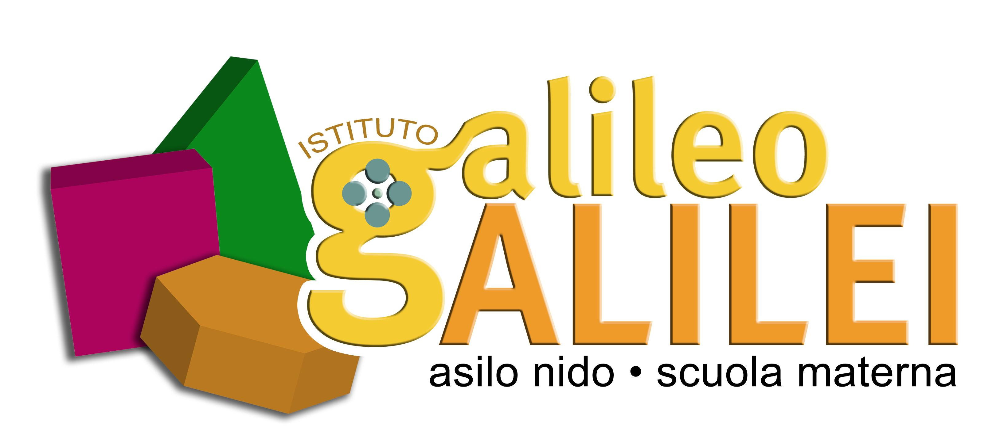 ISTITUTO
galileo
gALILEI
asilo nido • scuola materna